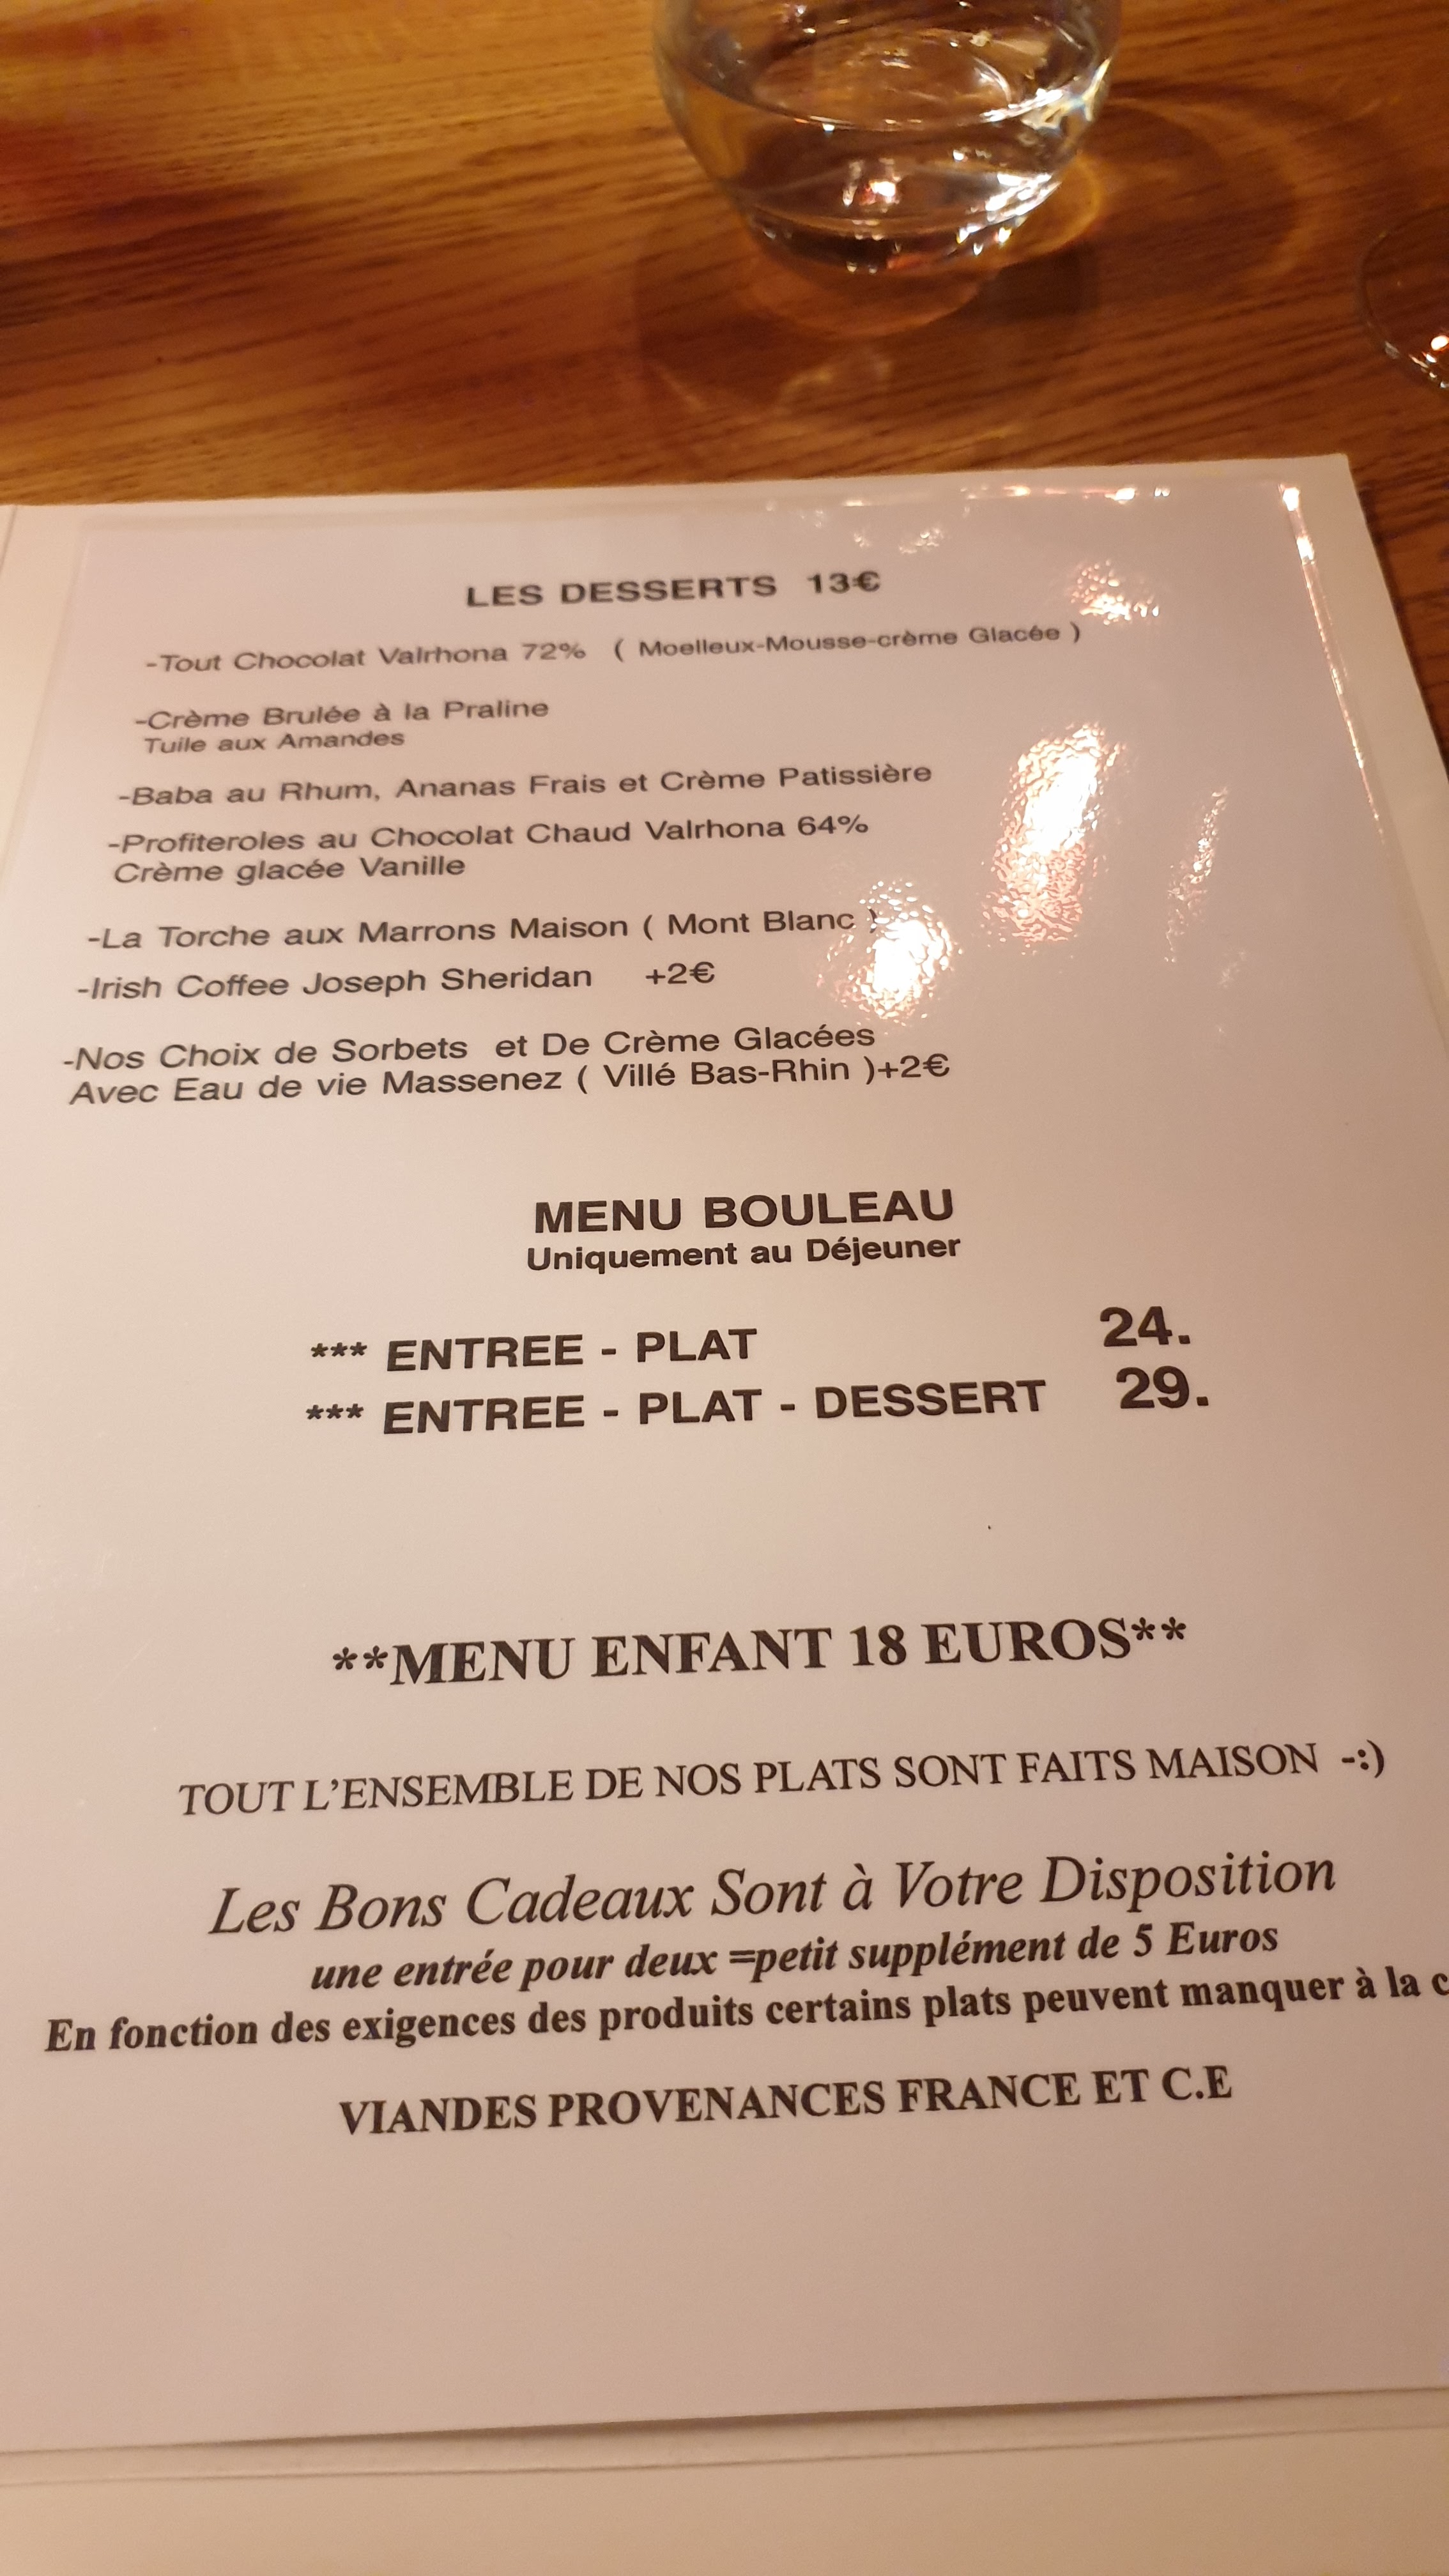 LES DESSERTS 13€
-Tout Chocolat Valrhona 72% ( Moelleux-Mousse-crème Glacée )
-Crème Brulée à la Praline
Tuile aux Amandes
-Baba au Rhum, Ananas Frais et Crème Patissière
-Profiteroles au Chocolat Chaud Valrhona 64%
Crème glacée Vanille
-La Torche aux Marrons Maison ( Mont Blanc )
-Irish Coffee Joseph Sheridan +2€
-Nos Choix de Sorbets et De Crème Glacées
Avec Eau de vie Massenez ( Villé Bas-Rhin )+2€
MENU BOULEAU
Uniquement au Déjeuner
*** ENTREE - PLAT 24.
*** ENTREE - PLAT - DESSERT 29.
**MENU ENFANT 18 EUROS**
TOUT L'ENSEMBLE DE NOS PLATS SONT FAITS MAISON -:)
Les Bons Cadeaux Sont à Votre Disposition
une entrée pour deux =petit supplément de 5 Euros
En fonction des exigences des produits certains plats peuvent manquer à la
VIANDES PROVENANCES FRANCE ET C.E